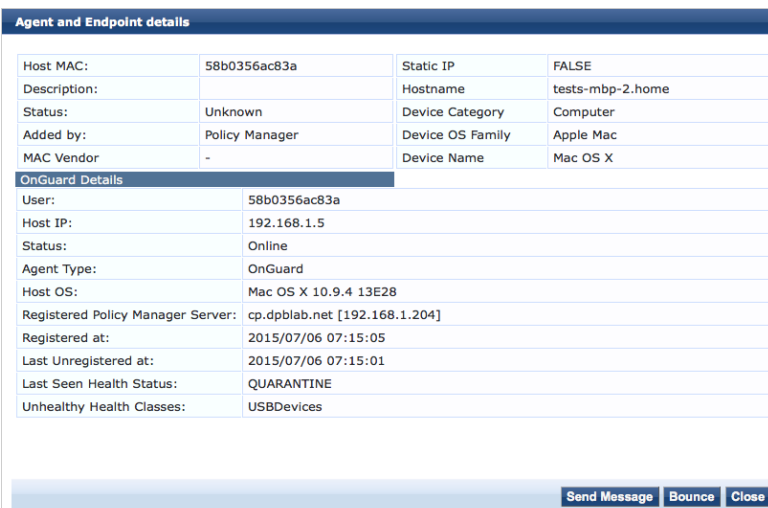 Agent and Endpoint details
Host MAC: 58b0356ac83a Static IP FALSE
Description: Hostname tests-mbp-2.home
Status: Unknown Device Category Computer
Added by: Policy Manager Device OS Family Apple Mac
MAC Vendor - Device Name Mac OS X
OnGuard Details
User: 58b0356ac83a
Host IP: 192.168.1.5
Status: Online
Agent Type: OnGuard
Host OS: Mac OS X 10.9.4 13E28
Registered Policy Manager Server: cp.dpblab.net [192.168.1.204]
Registered at: 2015/07/06 07:15:05
Last Unregistered at: 2015/07/06 07:15:01
Last Seen Health Status: QUARANTINE
Unhealthy Health Classes: USBDevices
Send Message Bounce Close